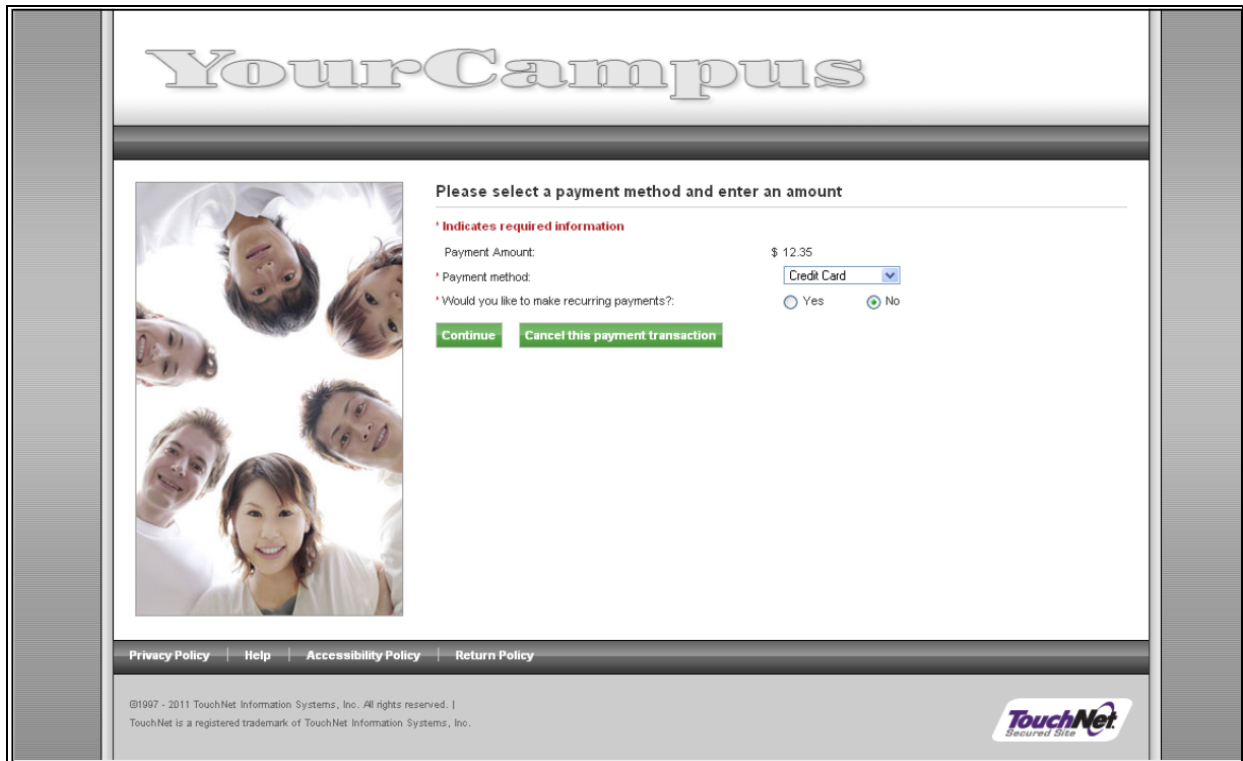 YourCampus
Please select a payment method and enter an amount
* Indicates required information
Payment Amount: $ 12.35
* Payment method: Credit Card
* Would you like to make recurring payments?: Yes No
Continue Cancel this payment transaction
Privacy Policy | Help | Accessibility Policy | Return Policy
©1997 - 2011 TouchNet Information Systems, Inc. All rights reserved. |
TouchNet is a registered trademark of TouchNet Information Systems, Inc.
TouchNet.
Secured Site